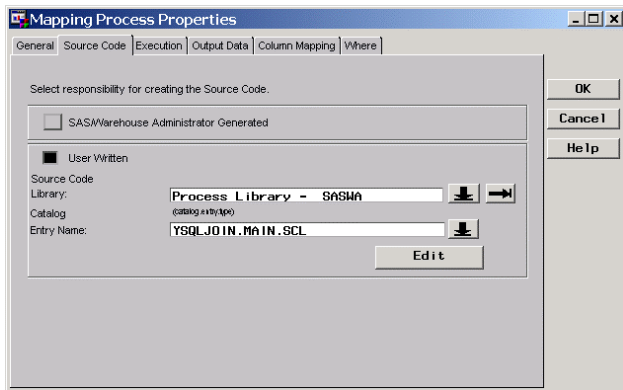 Mapping Process Properties
General Source Code Execution Output Data Column Mapping Where
Select responsibility for creating the Source Code.
OK
SAS/Warehouse Administrator Generated
Cancel
Help
User Written
Source Code
Library: Process Library - SASWA
Catalog (catalog.entry.type)
Entry Name: YSQLJOIN.MAIN.SCL
Edit